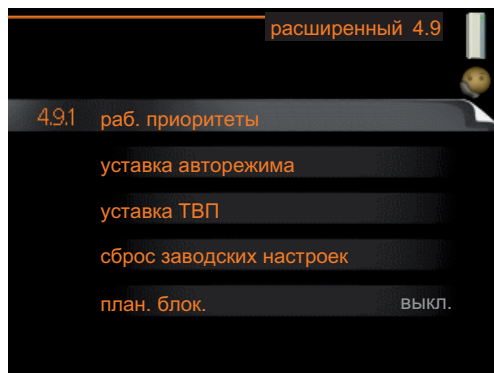 расширенный 4.9
4.9.1 раб. приоритеты
уставка авторежима
уставка ТВП
сброс заводских настроек
план. блок. выкл.